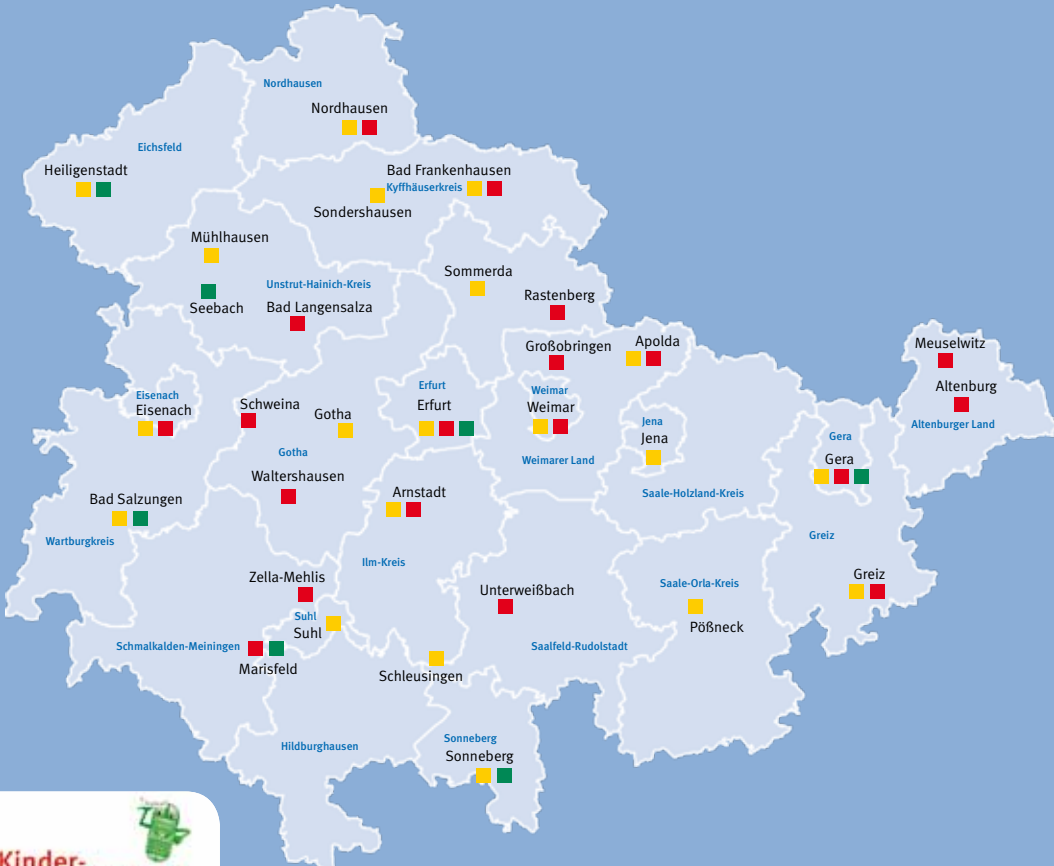 Nordhausen
Nordhausen
Eichsfeld
Heiligenstadt
Bad Frankenhausen
Kyffhäuserkreis
Sondershausen
Mühlhausen
Sommerda
Unstrut-Hainich-Kreis
Rastenberg
Seebach
Bad Langensalza
Großobringen
Apolda
Meuselwitz
Altenburg
Altenburger Land
Eisenach
Eisenach
Schweina
Gotha
Erfurt
Erfurt
Weimar
Weimar
Jena
Jena
Gera
Gera
Gotha
Weimarer Land
Waltershausen
Arnstadt
Saale-Holzland-Kreis
Bad Salzungen
Wartburgkreis
Greiz
Ilm-Kreis
Zella-Mehlis
Unterweißbach
Saale-Orla-Kreis
Greiz
Suhl
Suhl
Pößneck
Schmalkalden-Meiningen
Saalfeld-Rudolstadt
Marisfeld
Schleusingen
Hildburghausen
Sonneberg
Sonneberg
Kinder-